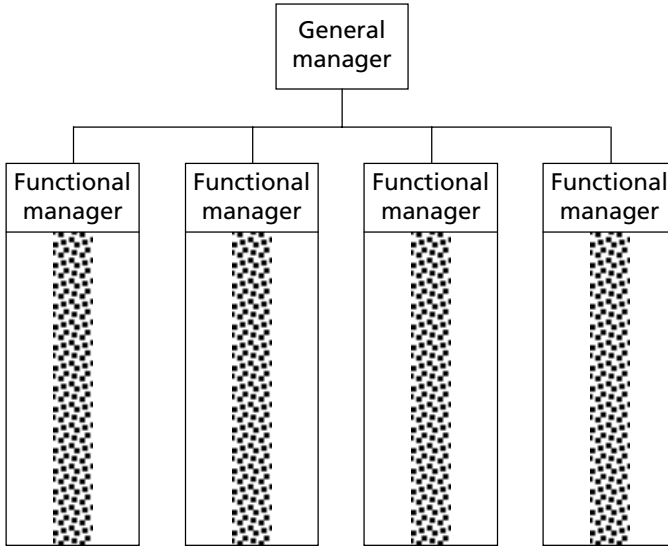 General
manager
Functional
manager
Functional
manager
Functional
manager
Functional
manager